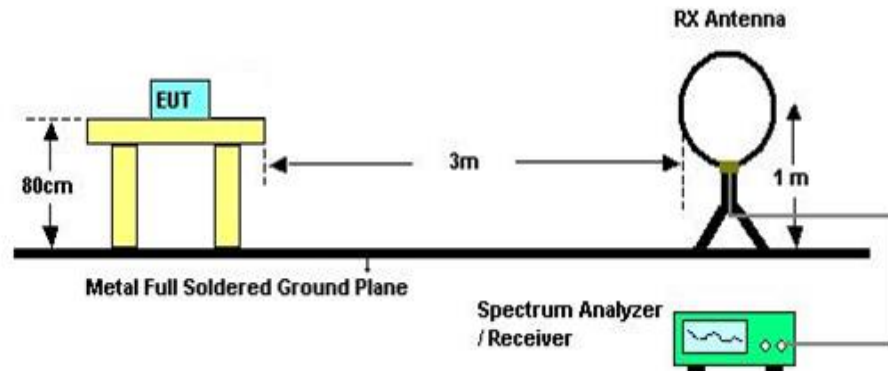 RX Antenna
EUT
3m
80cm
1 m
Metal Full Soldered Ground Plane
Spectrum Analyzer
/ Receiver